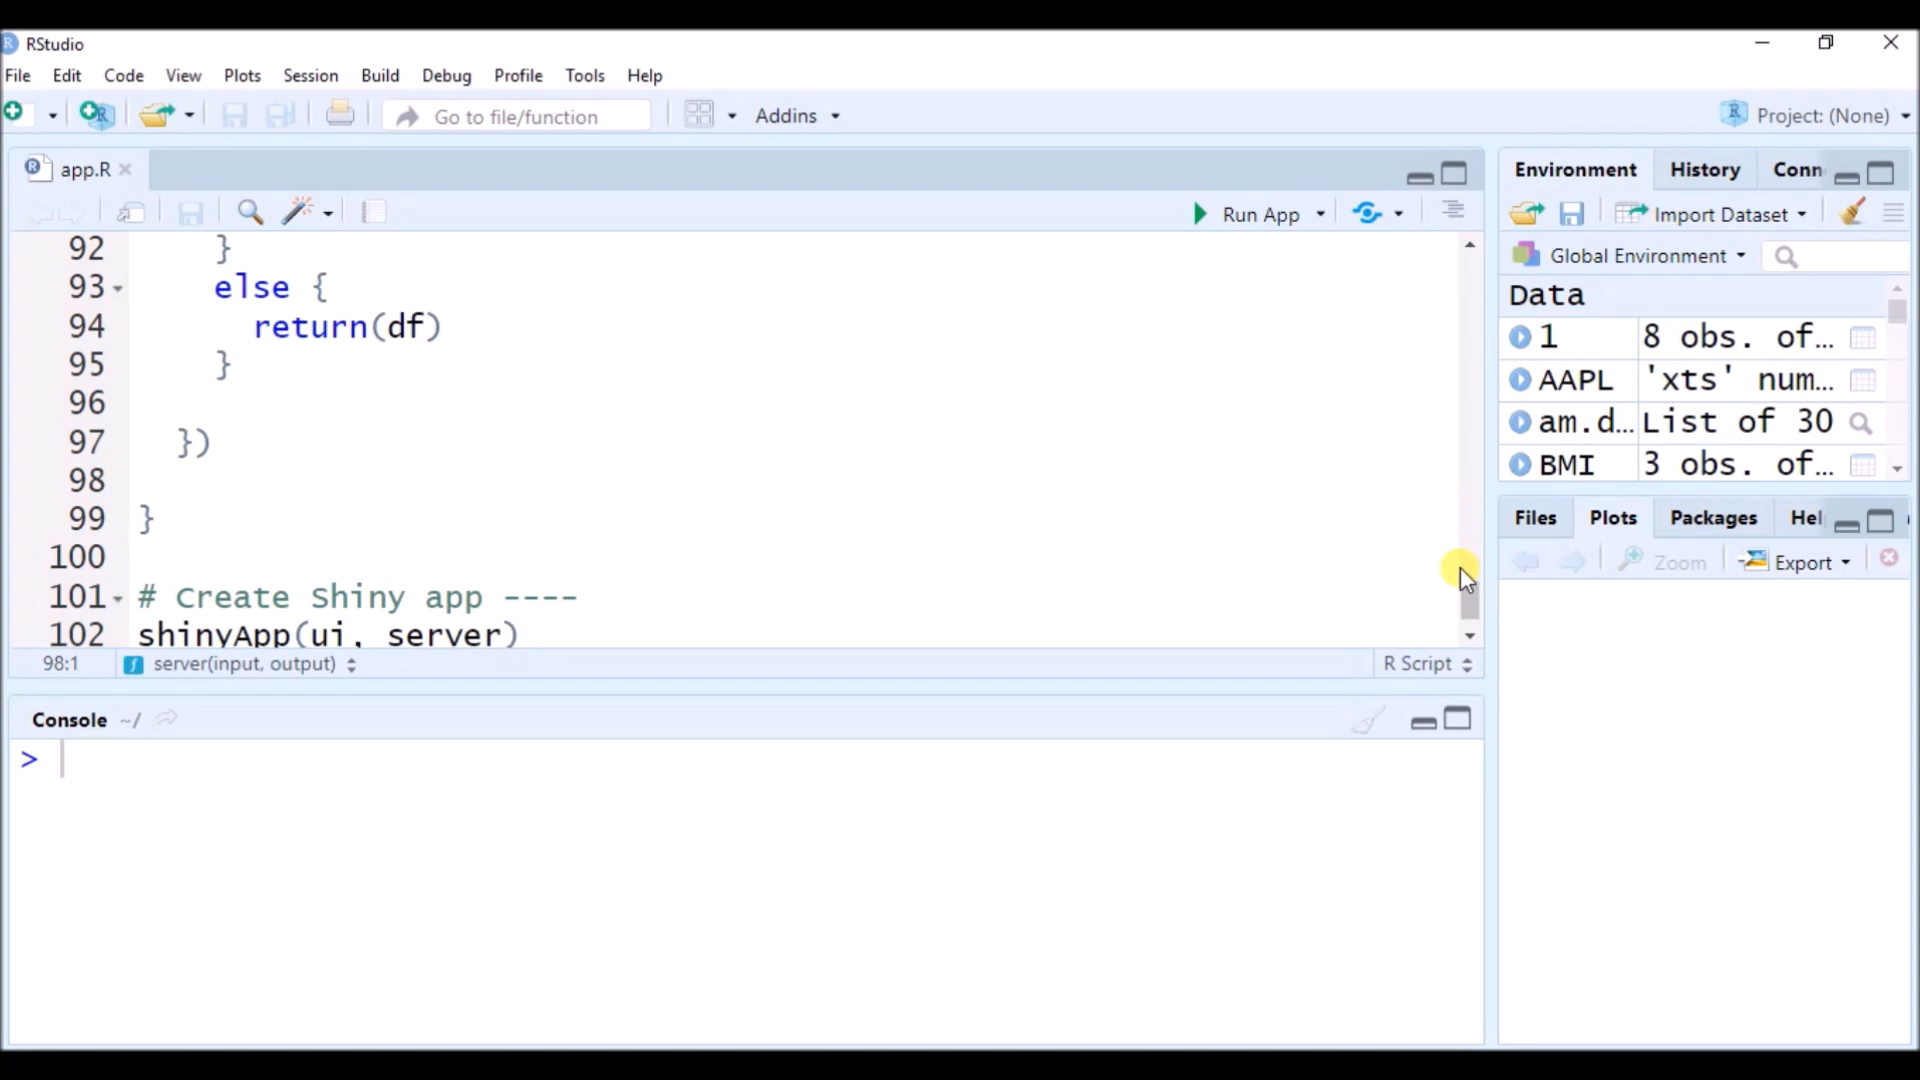 RStudio
File Edit Code View Plots Session Build Debug Profile Tools Help
Go to file/function Addins Project: (None)
app.R
Run App
92 }
93 else {
94 return(df)
95 }
96
97 })
98
99 }
100
101 # Create Shiny app ----
102 shinyApp(ui, server)
98:1 server(input, output) R Script
Console ~/
>
Environment History Conn
Import Dataset
Global Environment
Data
1 8 obs. of…
AAPL 'xts' num…
am.d… List of 30
BMI 3 obs. of…
Files Plots Packages Hel
Zoom Export